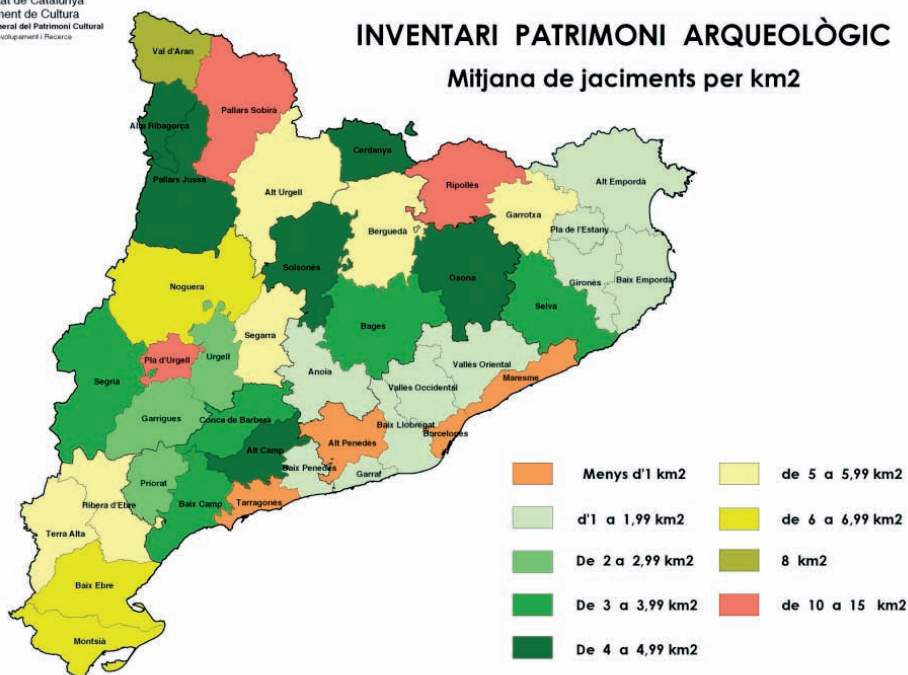 at de Catalunya
ment de Cultura
neral del Patrimoni Cultural
volupament i Recerca
INVENTARI PATRIMONI ARQUEOLÒGIC
Mitjana de jaciments per km2
Val d'Aran
Pallars Sobirà
Alta Ribagorça
Cerdanya
Pallars Jussà
Alt Urgell
Ripollès
Alt Empordà
Berguedà
Garrotxa
Pla de l'Estany
Solsonès
Osona
Gironès
Baix Empordà
Noguera
Selva
Bages
Segarra
Pla d'Urgell
Urgell
Anoia
Vallès Oriental
Segrià
Vallès Occidental
Maresme
Garrigues
Conca de Barberà
Baix Llobregat
Barcelonès
Alt Camp
Alt Penedès
Baix Penedès
Garraf
Priorat
Ribera d'Ebre
Baix Camp
Tarragonès
Terra Alta
Baix Ebre
Montsià
Menys d'1 km2
d'1 a 1,99 km2
De 2 a 2,99 km2
De 3 a 3,99 km2
De 4 a 4,99 km2
de 5 a 5,99 km2
de 6 a 6,99 km2
8 km2
de 10 a 15 km2